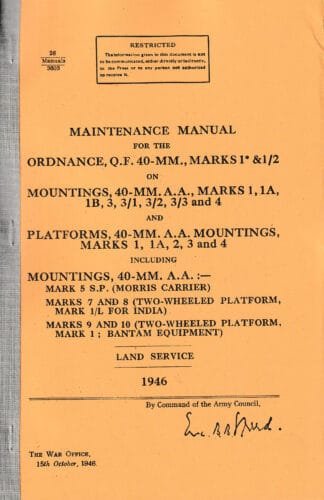 RESTRICTED
The information given in this document is not
to be communicated, either directly or indirectly,
to the Press or to any person not authorised
to receive it.
26
Manuals
MAINTENANCE MANUAL
FOR THE
ORDNANCE, Q.F. 40-MM., MARKS 1* & 1/2
ON
MOUNTINGS, 40-MM. A.A., MARKS 1, 1A,
1B, 3, 3/1, 3/2, 3/3 and 4
AND
PLATFORMS, 40-MM. A.A. MOUNTINGS,
MARKS 1, 1A, 2, 3 and 4
INCLUDING
MOUNTINGS, 40-MM. A.A. :—
MARK 5 S.P. (MORRIS CARRIER)
MARKS 7 AND 8 (TWO-WHEELED PLATFORM,
MARK 1/L FOR INDIA)
MARKS 9 AND 10 (TWO-WHEELED PLATFORM,
MARK 1 ; BANTAM EQUIPMENT)
LAND SERVICE
1946
By Command of the Army Council,
THE WAR OFFICE,
15th October, 1946.